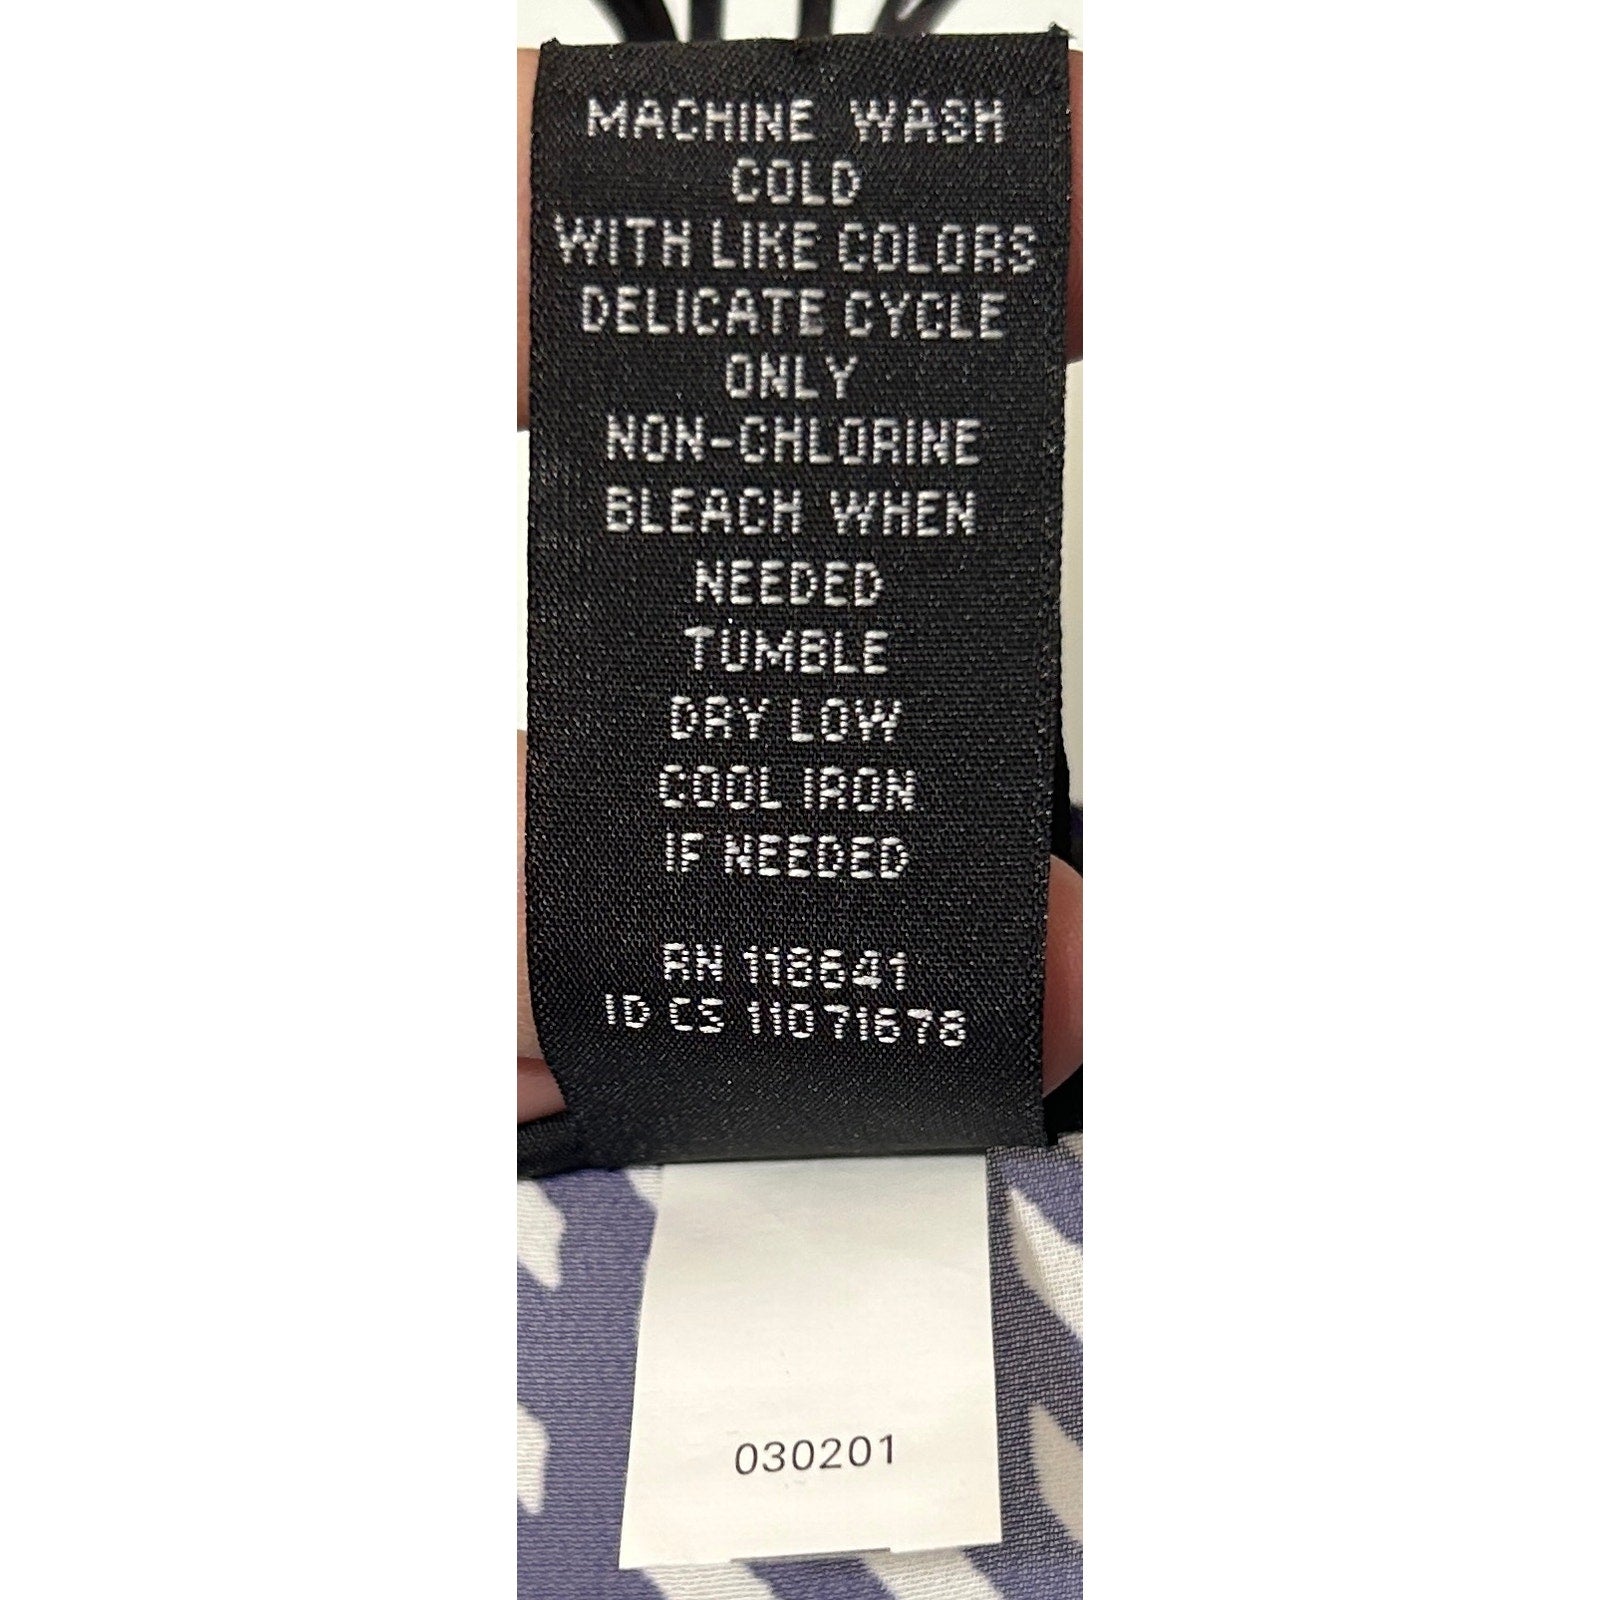 MACHINE WASH
COLD
WITH LIKE COLORS
DELICATE CYCLE
ONLY
NON-CHLORINE
BLEACH WHEN
NEEDED
TUMBLE
DRY LOW
COOL IRON
IF NEEDED
RN 118641
ID CS 11071678
030201